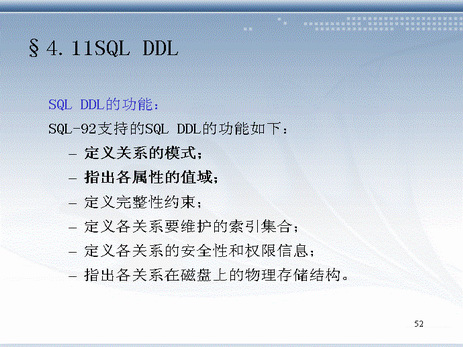 §4.11SQL DDL
SQL DDL的功能：
SQL-92支持的SQL DDL的功能如下：
– 定义关系的模式；
– 指出各属性的值域；
– 定义完整性约束；
– 定义各关系要维护的索引集合；
– 定义各关系的安全性和权限信息；
– 指出各关系在磁盘上的物理存储结构。
52